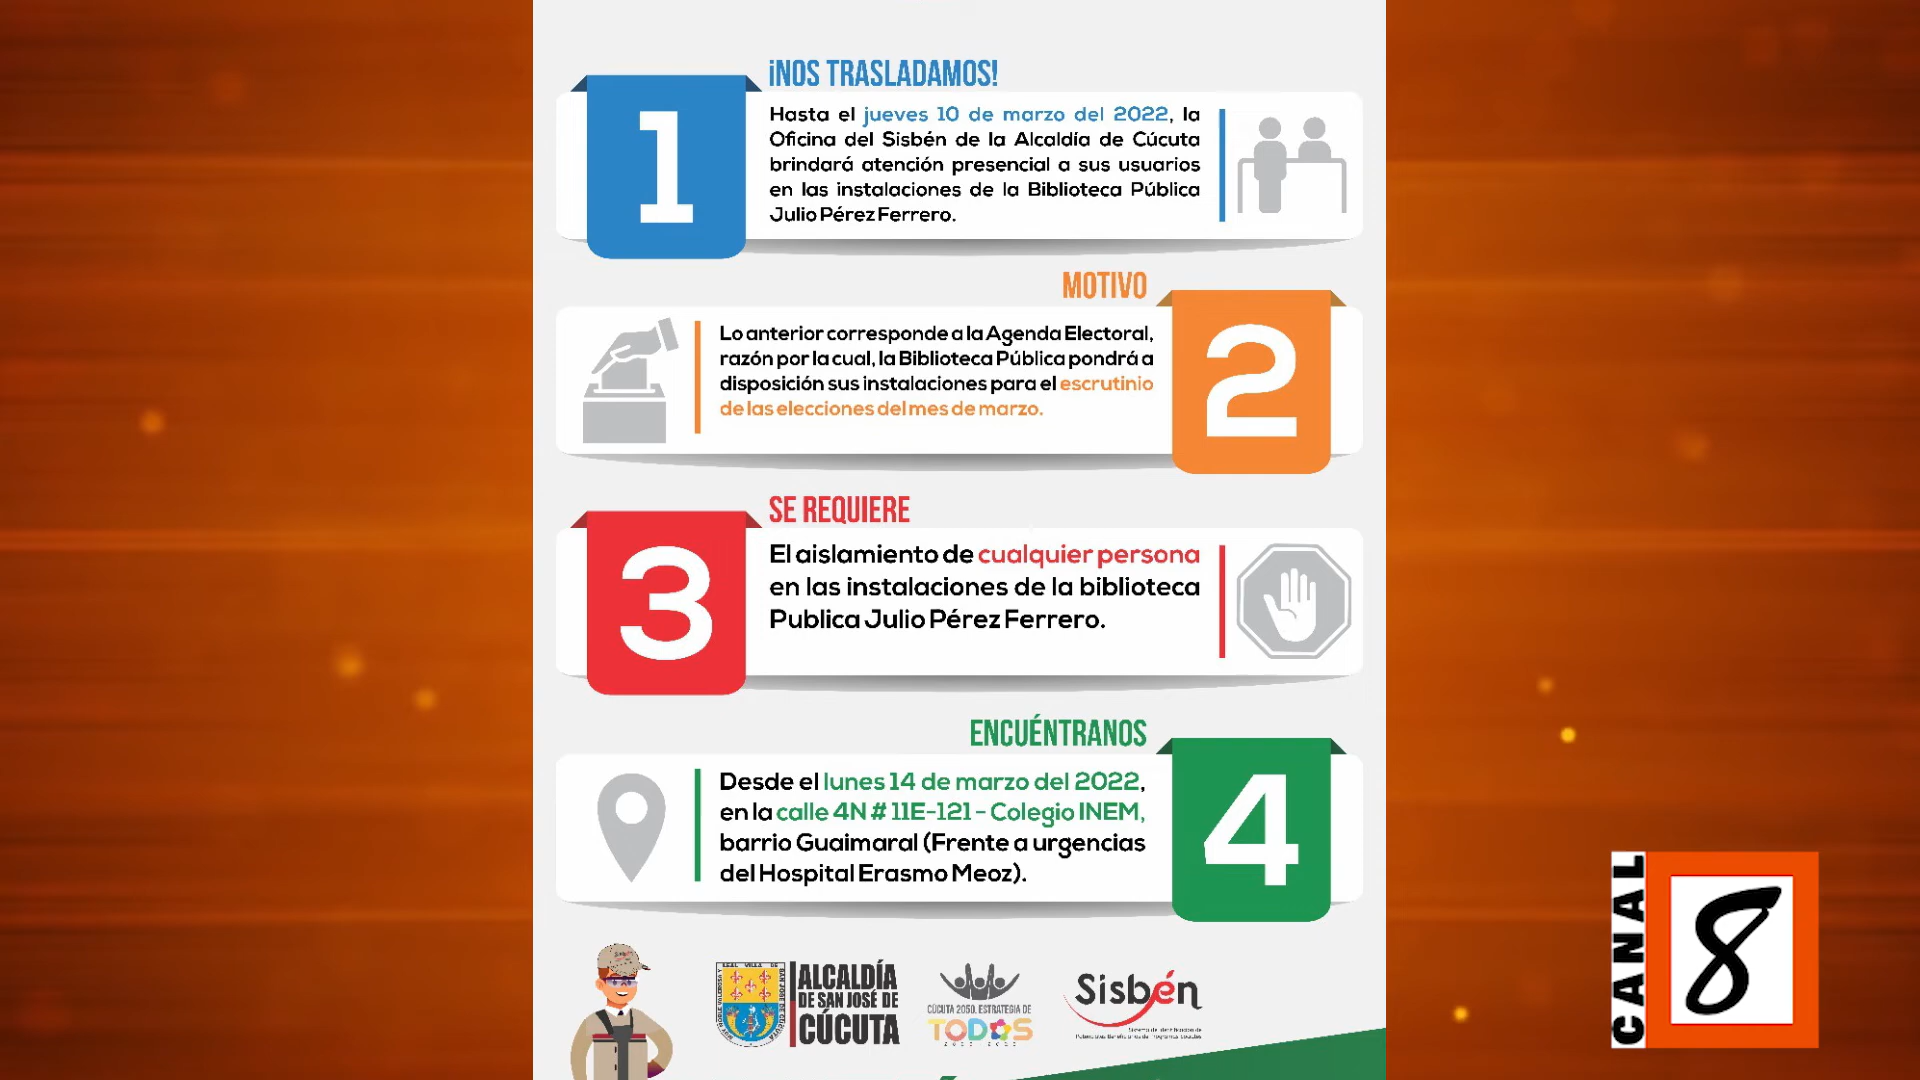 ¡NOS TRASLADAMOS!
1
Hasta el jueves 10 de marzo del 2022, la
Oficina del Sisbén de la Alcaldía de Cúcuta
brindará atención presencial a sus usuarios
en las instalaciones de la Biblioteca Pública
Julio Pérez Ferrero.
MOTIVO
2
Lo anterior corresponde a la Agenda Electoral,
razón por la cual, la Biblioteca Pública pondrá a
disposición sus instalaciones para el escrutinio
de las elecciones del mes de marzo.
SE REQUIERE
3
El aislamiento de cualquier persona
en las instalaciones de la biblioteca
Publica Julio Pérez Ferrero.
ENCUÉNTRANOS
4
Desde el lunes 14 de marzo del 2022,
en la calle 4N # 11E-121 - Colegio INEM,
barrio Guaimaral (Frente a urgencias
del Hospital Erasmo Meoz).
ALCALDÍA
DE SAN JOSÉ DE
CÚCUTA
CÚCUTA 2050, ESTRATEGIA DE
TODOS
Sisbén
CANAL
8